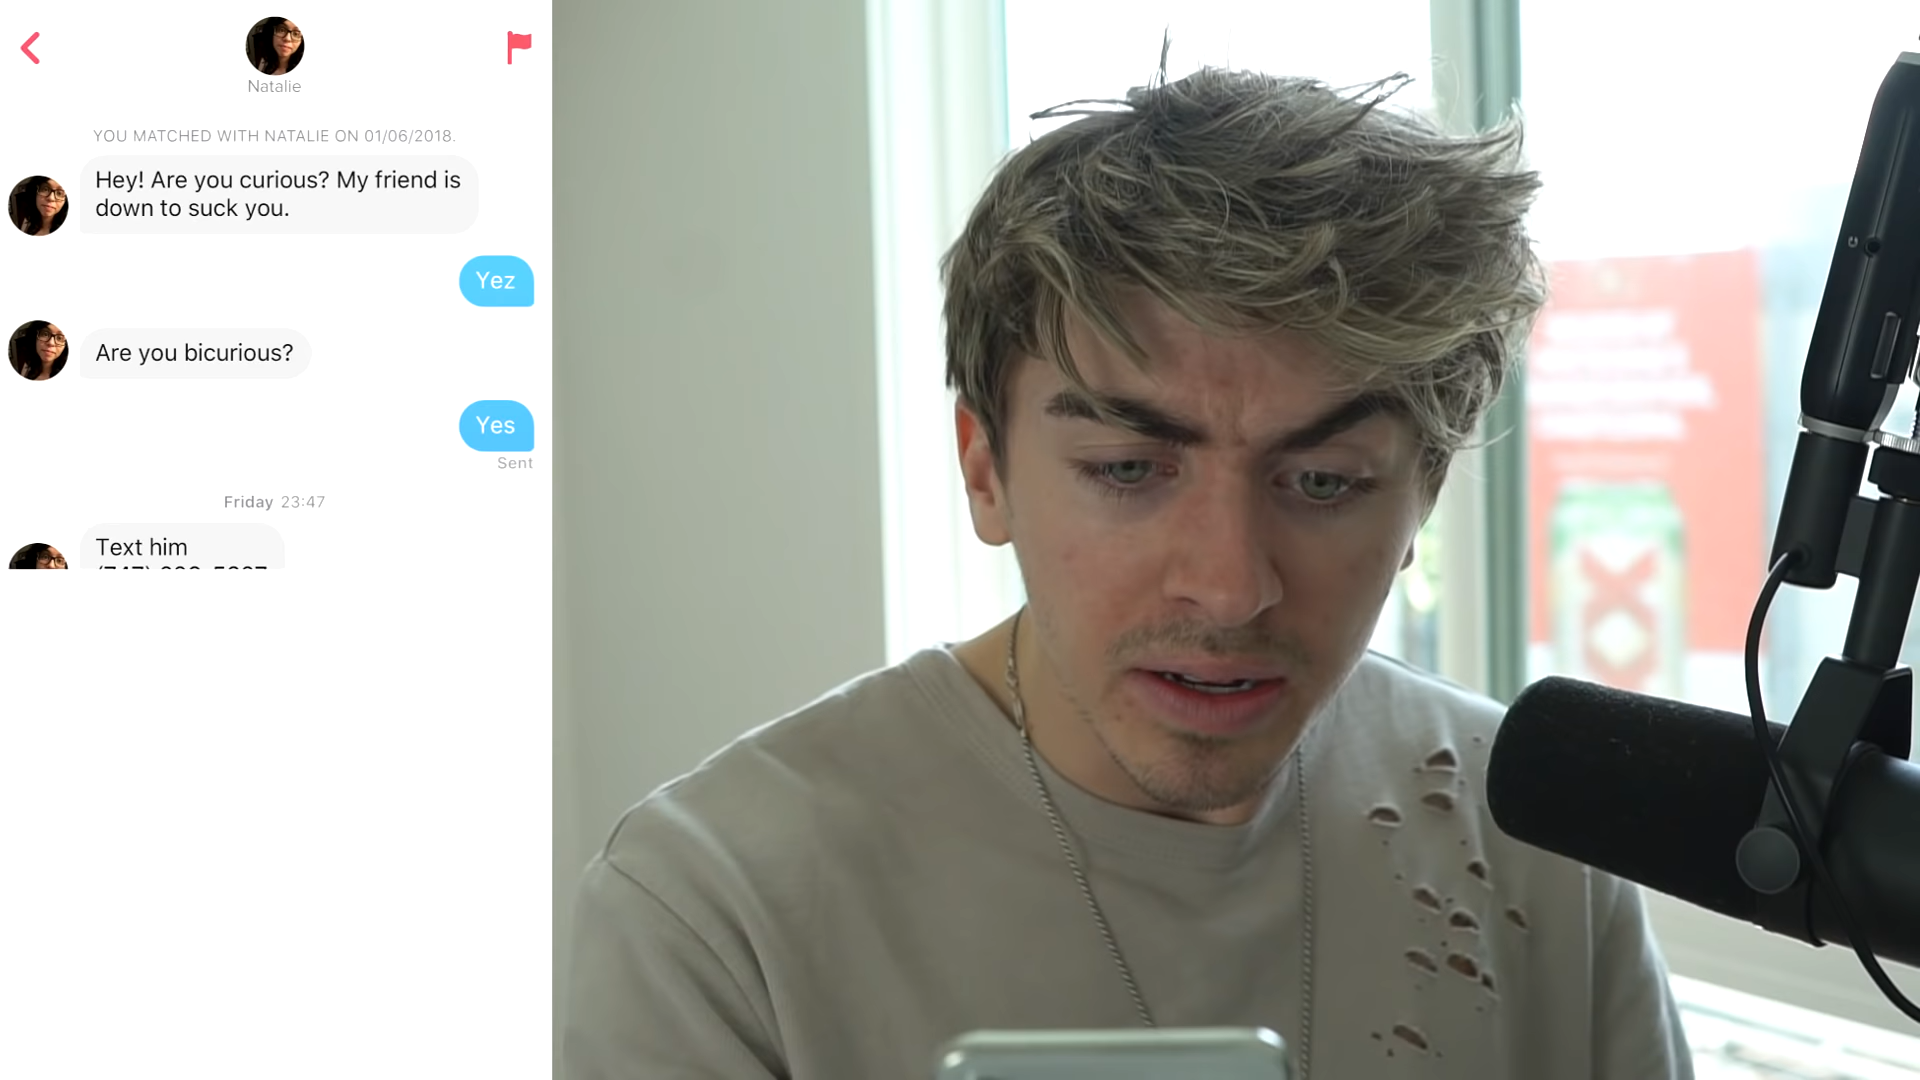 Natalie
YOU MATCHED WITH NATALIE ON 01/06/2018.
Hey! Are you curious? My friend is
down to suck you.
Yez
Are you bicurious?
Yes
Sent
Friday 23:47
Text him